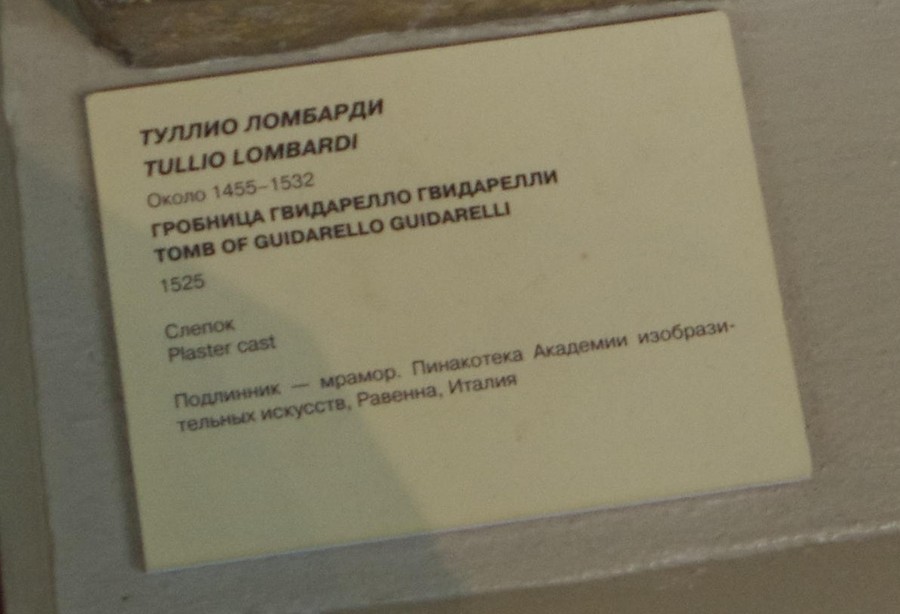 ТУЛЛИО ЛОМБАРДИ
TULLIO LOMBARDI
Около 1455–1532
ГРОБНИЦА ГВИДАРЕЛЛО ГВИДАРЕЛЛИ
TOMB OF GUIDARELLO GUIDARELLI
1525
Слепок
Plaster cast
Подлинник — мрамор. Пинакотека Академии изобрази-
тельных искусств, Равенна, Италия